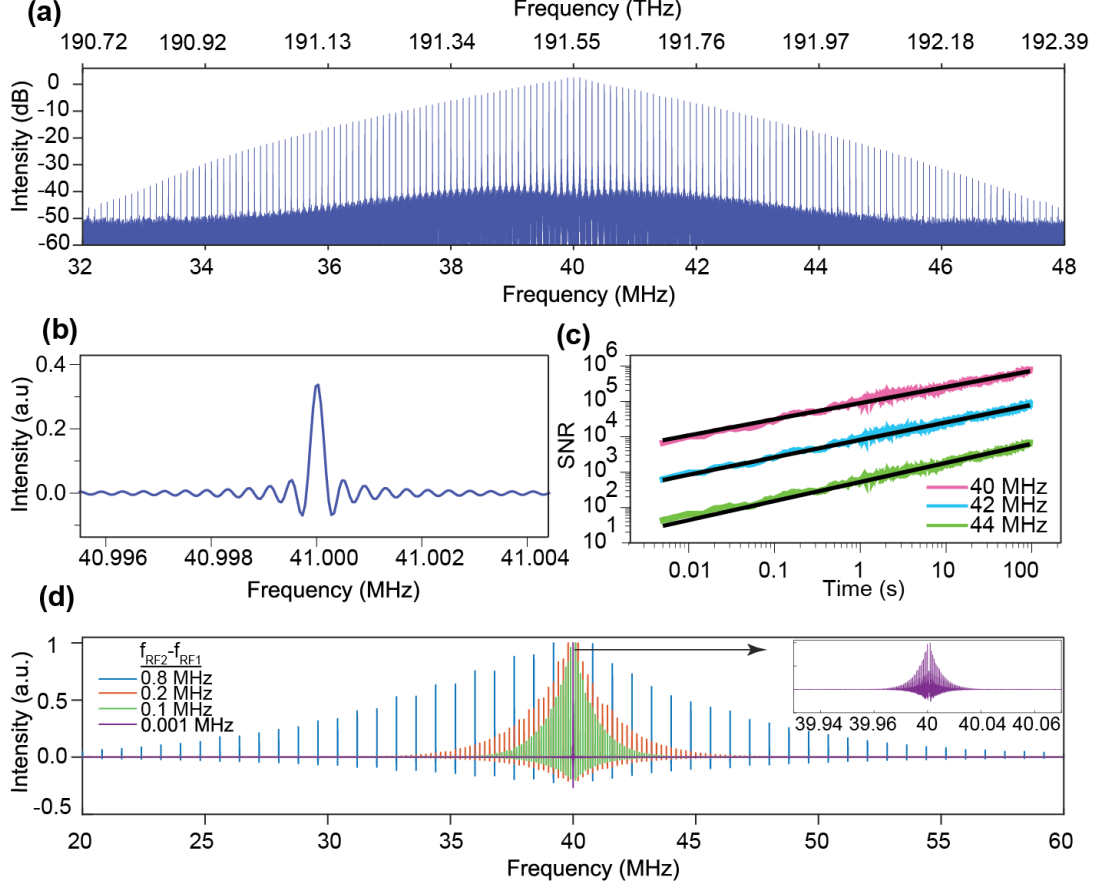 (a)
Frequency (THz)
190.72 190.92 191.13 191.34 191.55 191.76 191.97 192.18 192.39
Intensity (dB)
0
-10
-20
-30
-40
-50
-60
32 34 36 38 40 42 44 46 48
Frequency (MHz)
(b)
Intensity (a.u)
0.4
0.2
0.0
40.996 40.998 41.000 41.002 41.004
Frequency (MHz)
(c)
SNR
10^6
10^5
10^4
10^3
10^2
10^1
40 MHz
42 MHz
44 MHz
0.01 0.1 1 10 100
Time (s)
(d)
Intensity (a.u.)
1
0.5
0.0
-0.5
f_RF2-f_RF1
0.8 MHz
0.2 MHz
0.1 MHz
0.001 MHz
39.94 39.96 40 40.04 40.06
20 25 30 35 40 45 50 55 60
Frequency (MHz)